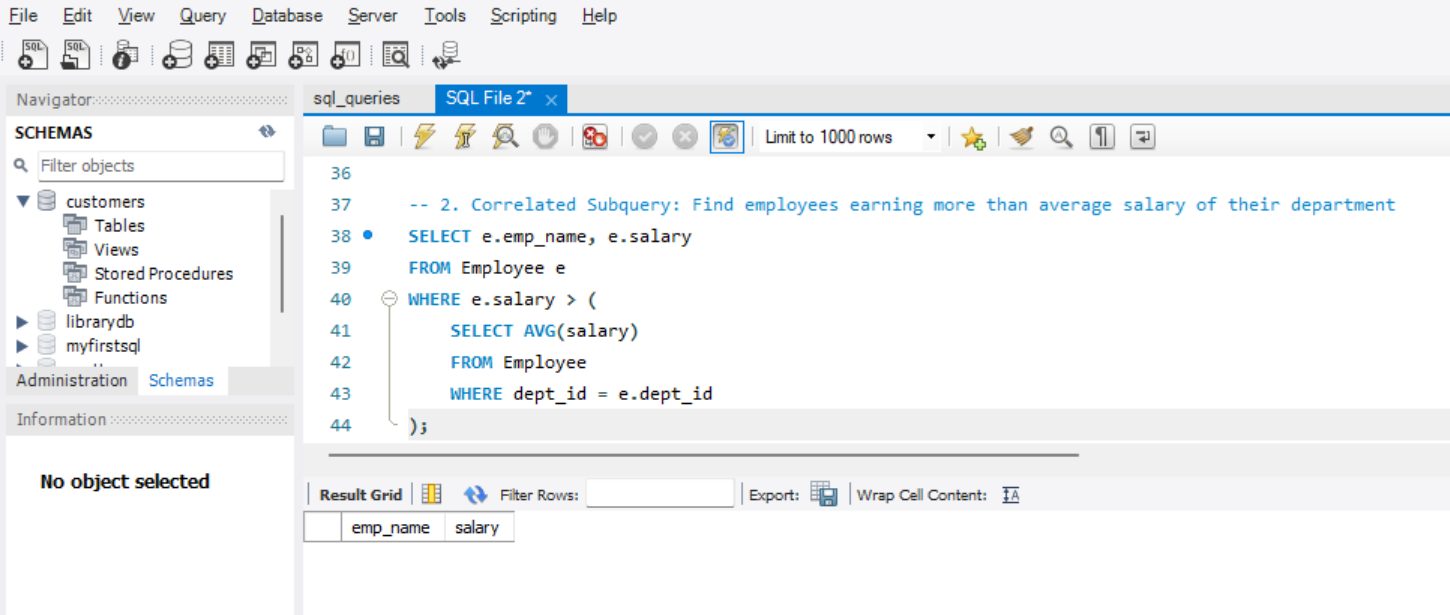 File Edit View Query Database Server Tools Scripting Help
Navigator
SCHEMAS
Filter objects
customers
Tables
Views
Stored Procedures
Functions
librarydb
myfirstsql
Administration Schemas
Information
No object selected
sql_queries SQL File 2*
Limit to 1000 rows
36
37 -- 2. Correlated Subquery: Find employees earning more than average salary of their department
38 SELECT e.emp_name, e.salary
39 FROM Employee e
40 WHERE e.salary > (
41 SELECT AVG(salary)
42 FROM Employee
43 WHERE dept_id = e.dept_id
44 );
Result Grid Filter Rows: Export: Wrap Cell Content: IA
emp_name salary